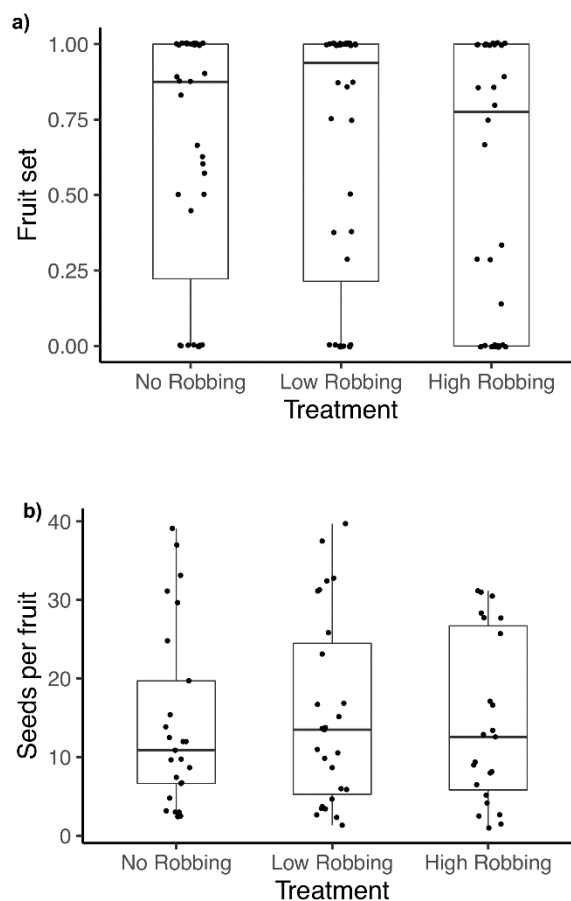 a)
1.00
0.75
0.50
0.25
0.00
Fruit set
No Robbing Low Robbing High Robbing
Treatment
b)
40
30
20
10
0
Seeds per fruit
No Robbing Low Robbing High Robbing
Treatment